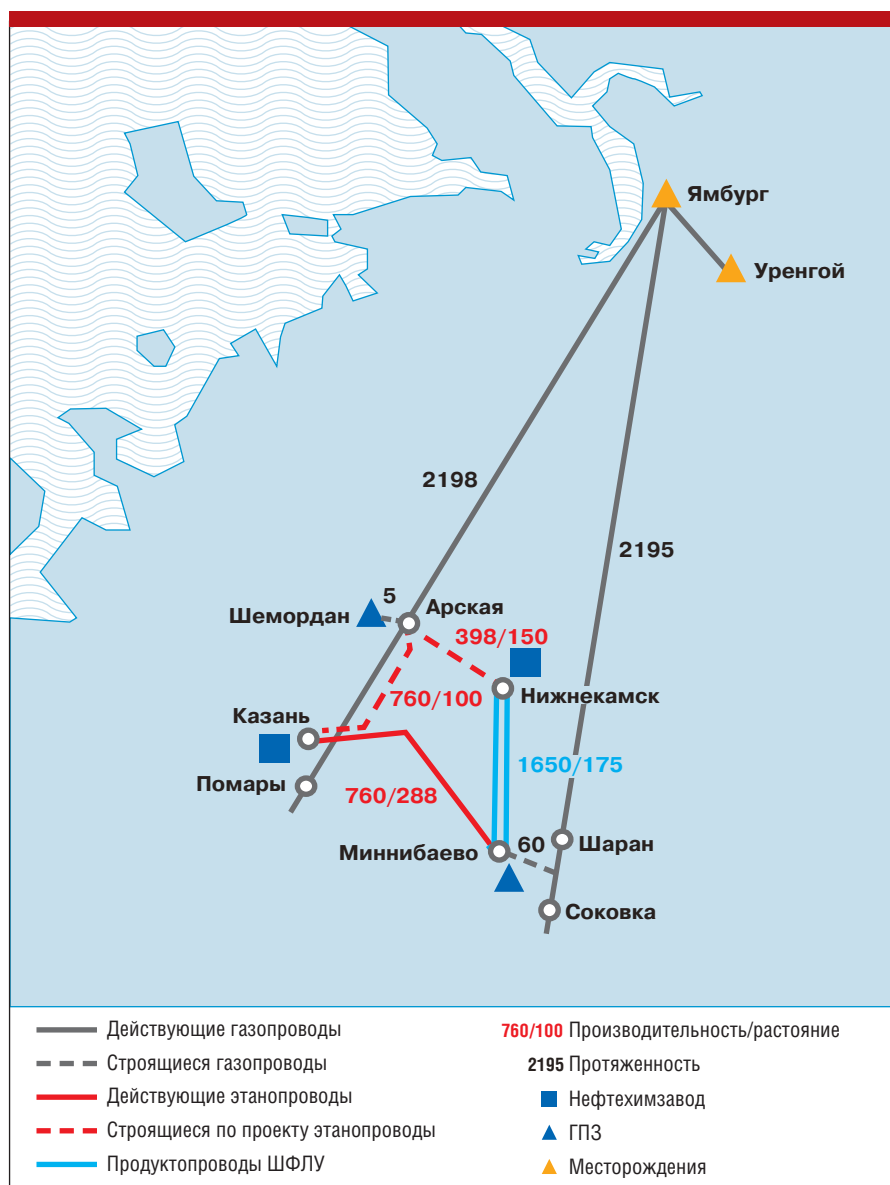 Ямбург
Уренгой
2198
2195
5
Арская
Шемордан
398/150
760/100
Нижнекамск
Казань
1650/175
Помары
760/288
60
Шаран
Миннибаево
Соковка
Действующие газопроводы
Строящиеся газопроводы
Действующие этанопроводы
Строящиеся по проекту этанопроводы
Продуктопроводы ШФЛУ
760/100 Производительность/растояние
2195 Протяженность
Нефтехимзавод
ГПЗ
Месторождения